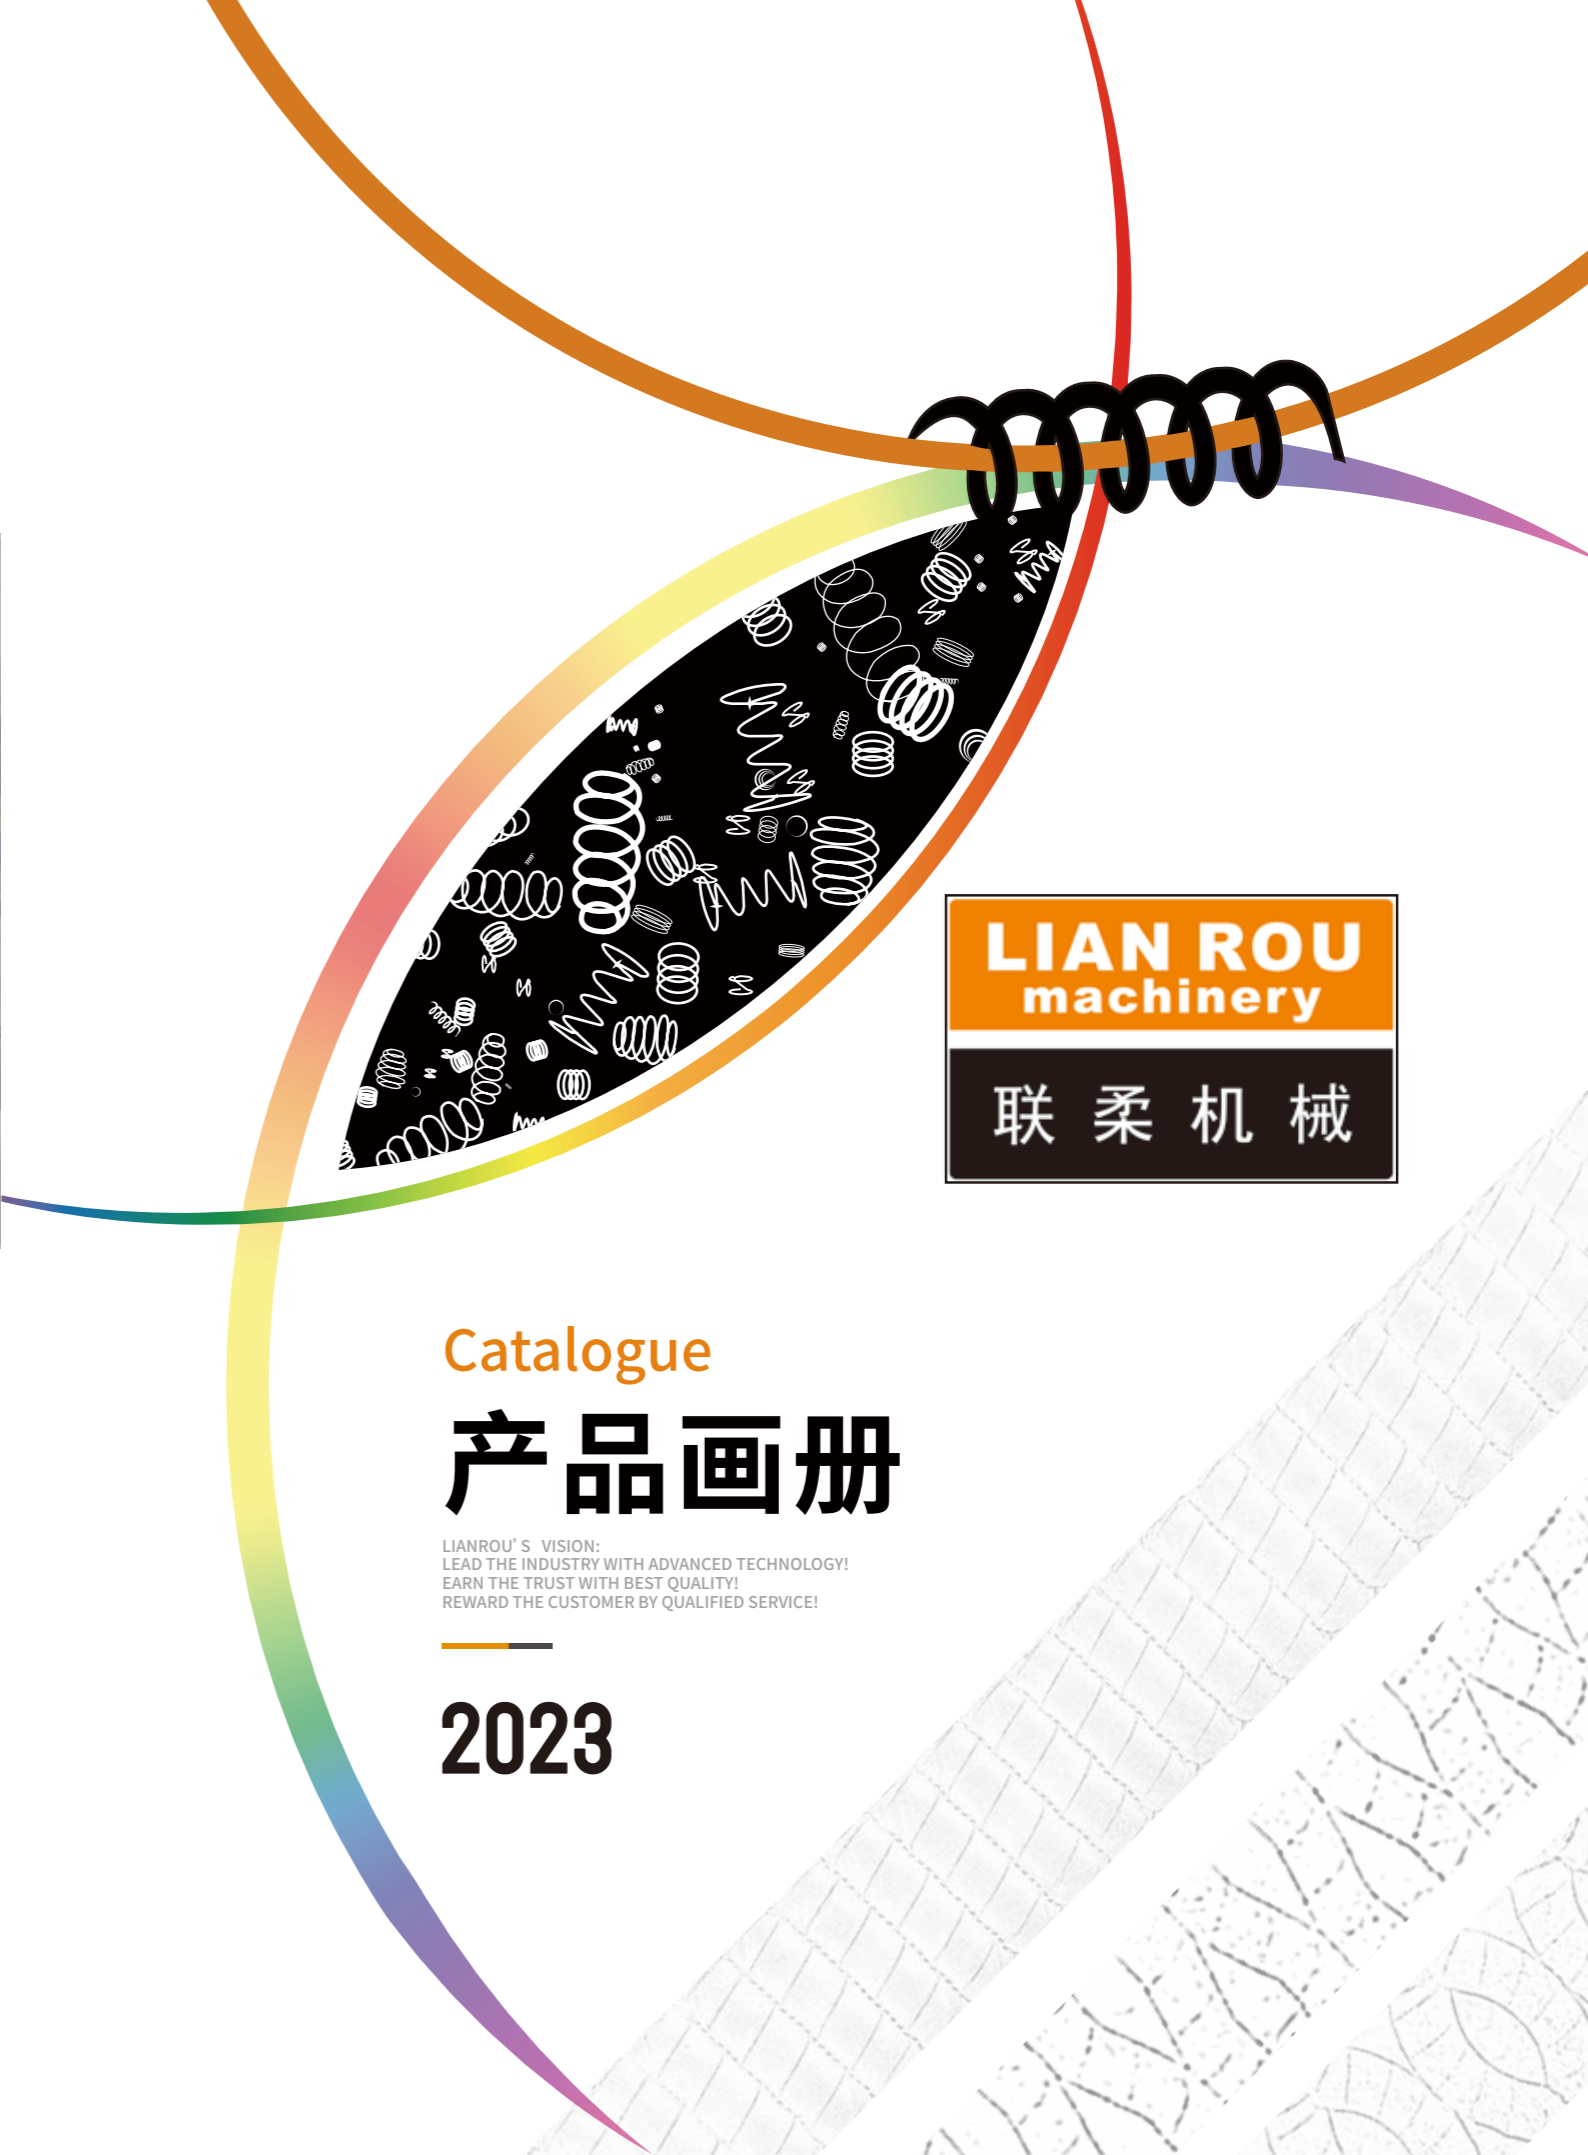 LIAN ROU
machinery
联柔机械
Catalogue
产品画册
LIANROU'S VISION:
LEAD THE INDUSTRY WITH ADVANCED TECHNOLOGY!
EARN THE TRUST WITH BEST QUALITY!
REWARD THE CUSTOMER BY QUALIFIED SERVICE!
2023